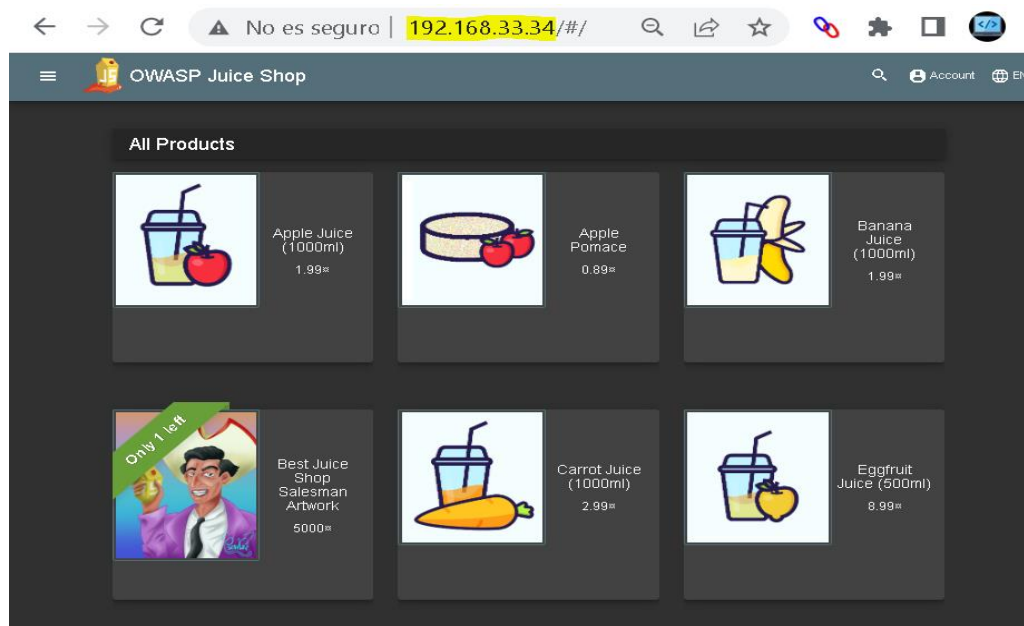 No es seguro | 192.168.33.34/#/
OWASP Juice Shop
Account
EN
All Products
Apple Juice
(1000ml)
1.99¤
Apple
Pomace
0.89¤
Banana
Juice
(1000ml)
1.99¤
Only 1 left
Best Juice
Shop
Salesman
Artwork
5000¤
Carrot Juice
(1000ml)
2.99¤
Eggfruit
Juice (500ml)
8.99¤